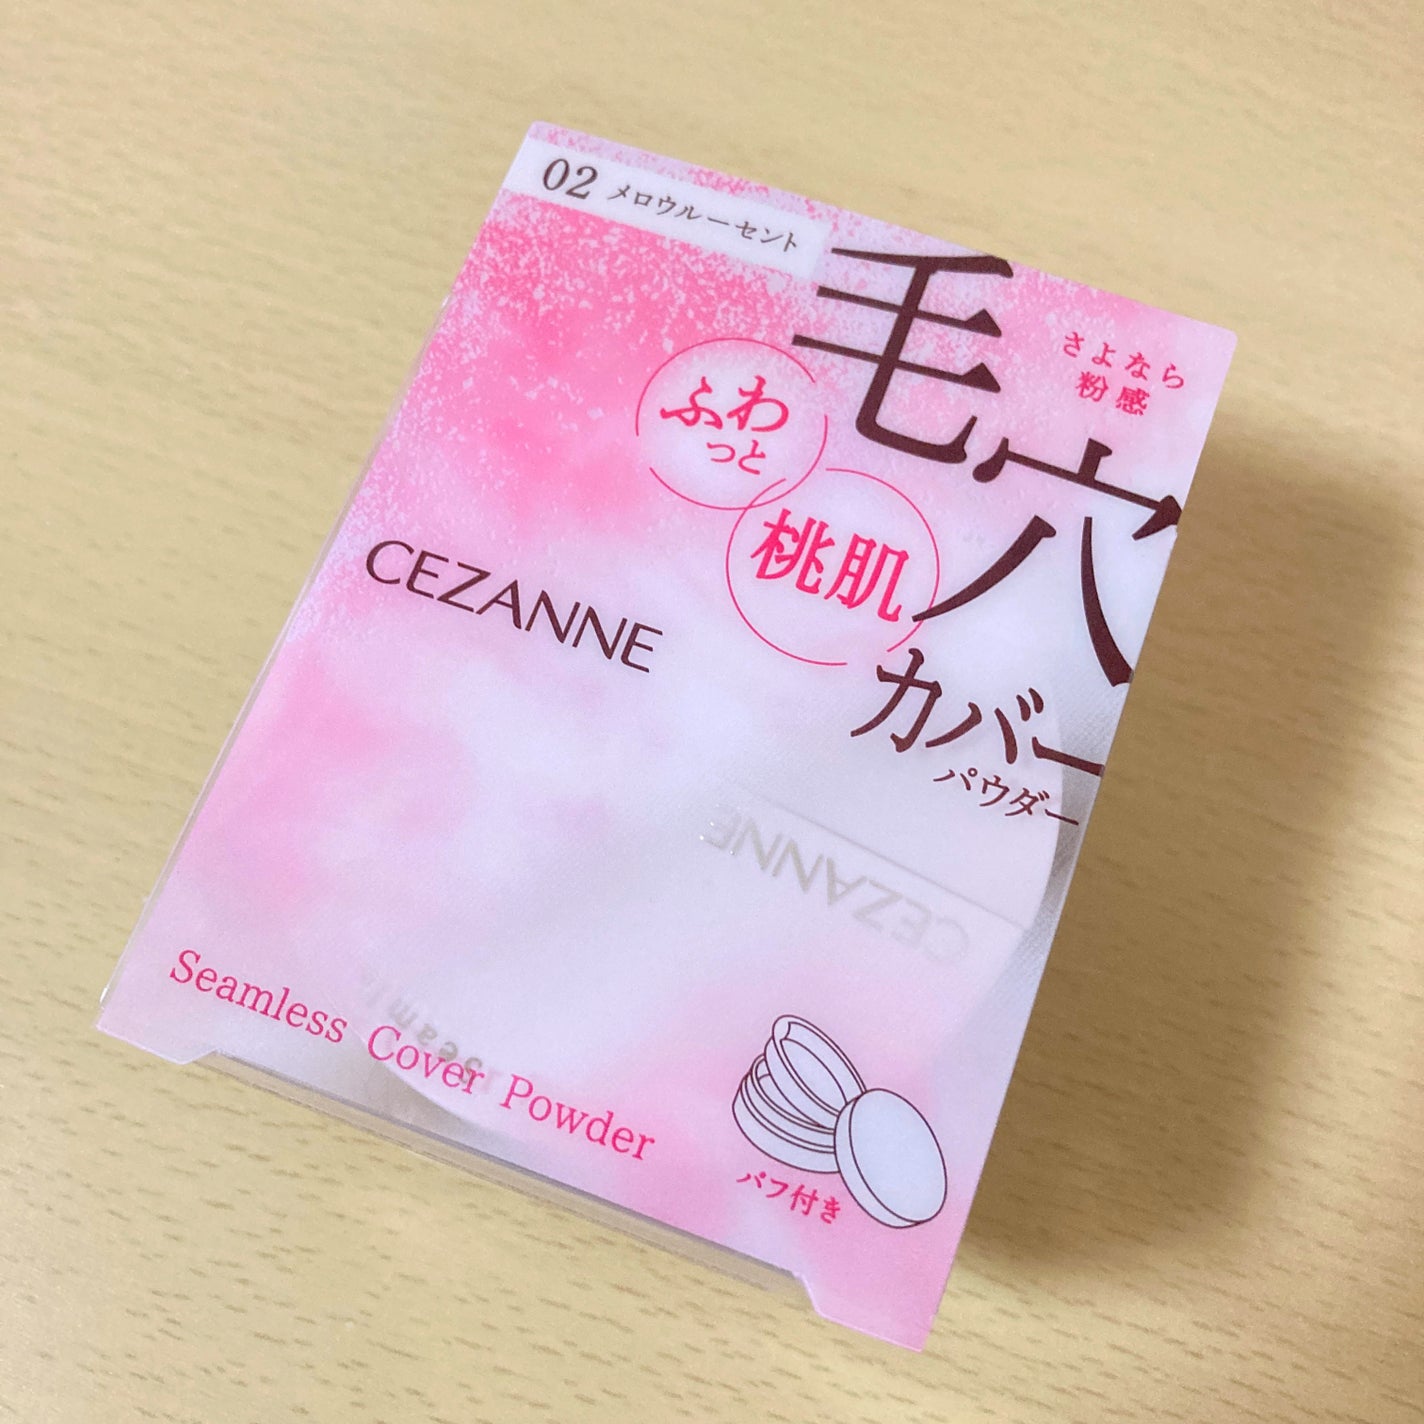 02 メロウルーセント
さよなら
粉感
毛穴
カバー
パウダー
ふわ
っと
桃肌
CEZANNE
CEZANNE
Seamless Cover Powder
パフ付き